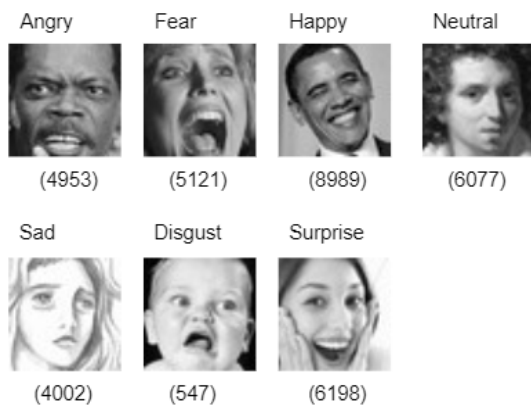 Angry Fear Happy Neutral
(4953) (5121) (8989) (6077)
Sad Disgust Surprise
(4002) (547) (6198)